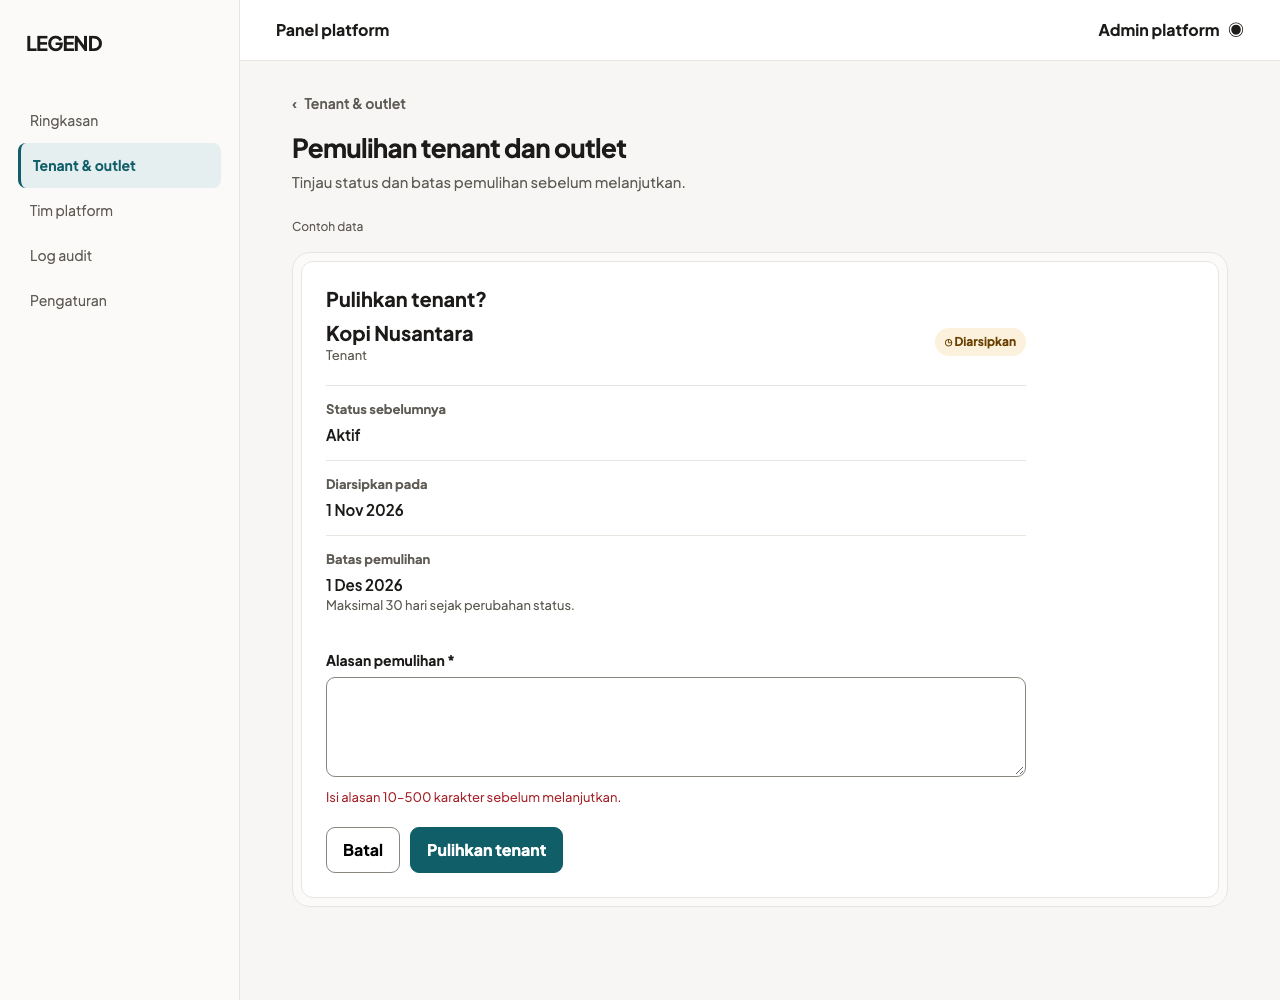 LEGEND
Panel platform
Admin platform
Ringkasan
Tenant & outlet
Tim platform
Log audit
Pengaturan
‹ Tenant & outlet
Pemulihan tenant dan outlet
Tinjau status dan batas pemulihan sebelum melanjutkan.
Contoh data
Pulihkan tenant?
Kopi Nusantara
Tenant
Diarsipkan
Status sebelumnya
Aktif
Diarsipkan pada
1 Nov 2026
Batas pemulihan
1 Des 2026
Maksimal 30 hari sejak perubahan status.
Alasan pemulihan *
Isi alasan 10–500 karakter sebelum melanjutkan.
Batal
Pulihkan tenant